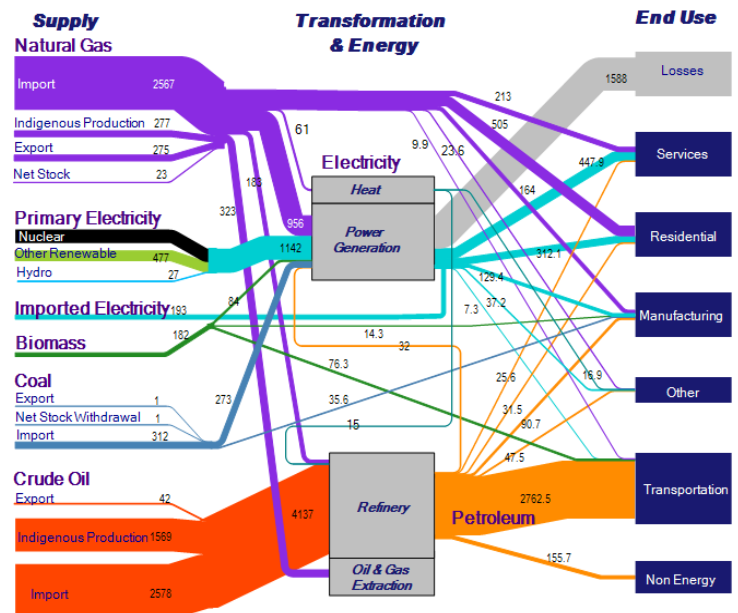 Supply
Transformation
& Energy
End Use
Natural Gas
Import 2567
Indigenous Production 277
Export 275
Net Stock 23
61
183
323
9.9
23.6
213
505
1588
Losses
447.9
Services
164
Electricity
Heat
Power
Generation
956
1142
Primary Electricity
Nuclear
Other Renewable 477
Hydro 27
312.1
Residential
129.4
37.2
7.3
Imported Electricity 193
84
Manufacturing
Biomass
182
14.3
32
76.3
Coal
Export 1
Net Stock Withdrawal 1
Import 312
273
35.6
15
25.6
31.5
90.7
47.5
16.9
Other
Crude Oil
Export 42
Indigenous Production 1569
Import 2578
4137
Refinery
Oil & Gas
Extraction
Petroleum
2762.5
Transportation
155.7
Non Energy